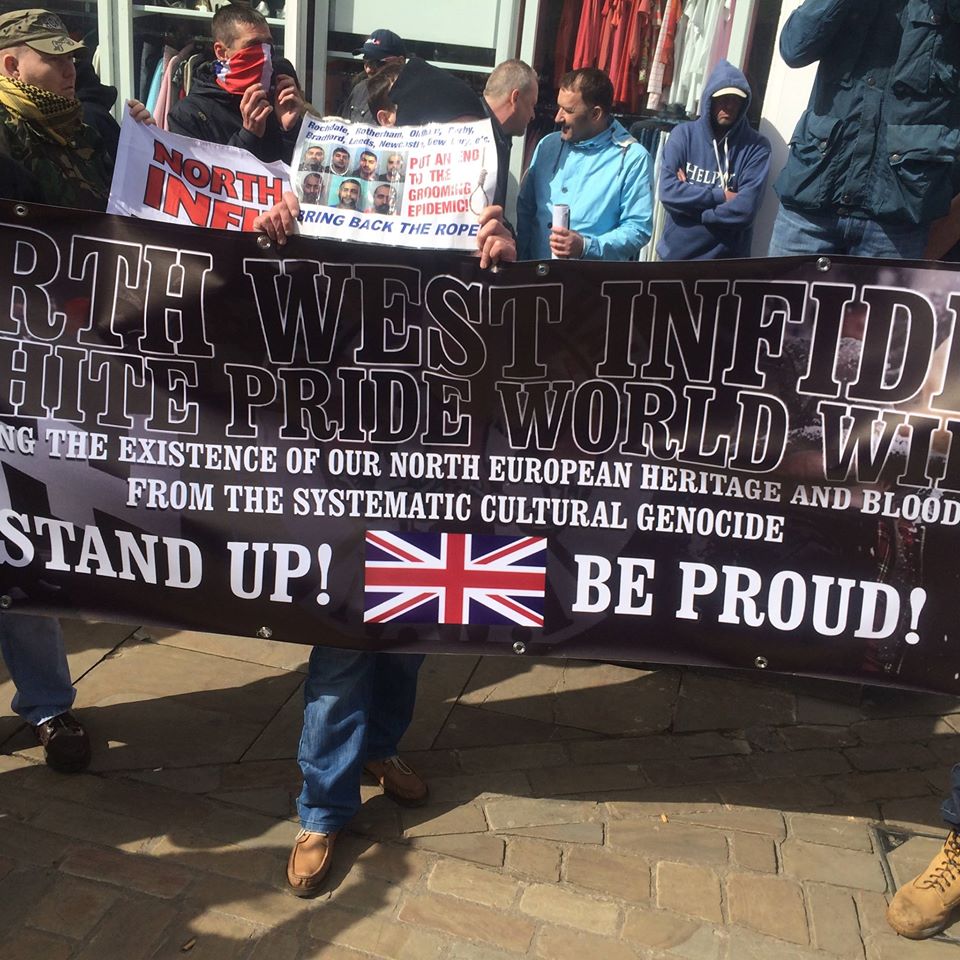 NORTH
INFI
Rochdale, Rotherham,
Bradford, Leeds,
PUT AN END
TO THE
GROOMING
EPIDEMIC!
BRING BACK THE ROPE
HELP
RTH WEST INFID
HITE PRIDE WORLD WI
NG THE EXISTENCE OF OUR NORTH EUROPEAN HERITAGE AND BLOOD
FROM THE SYSTEMATIC CULTURAL GENOCIDE
STAND UP! BE PROUD!